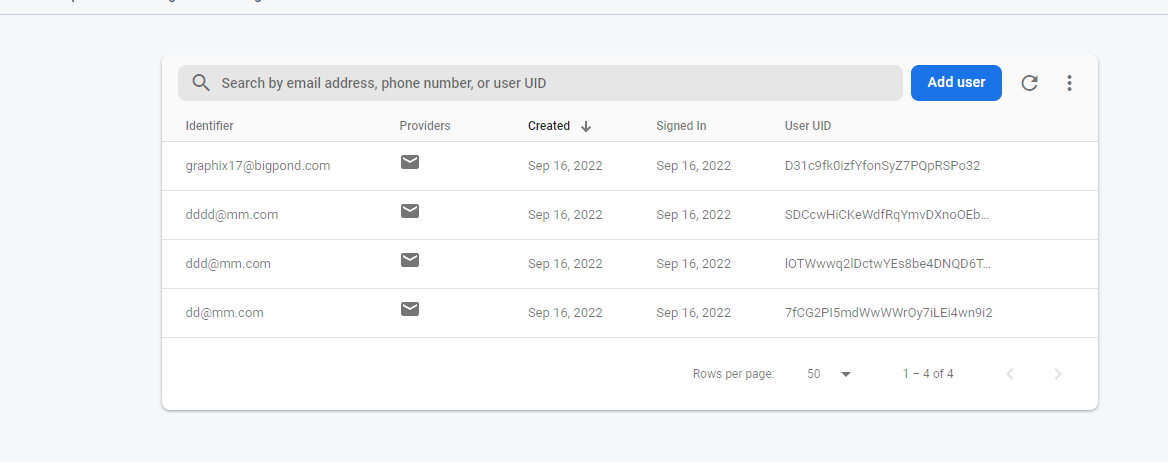 Search by email address, phone number, or user UID Add user
Identifier Providers Created Signed In User UID
graphix17@bigpond.com Sep 16, 2022 Sep 16, 2022 D31c9fk0izfYfonSyZ7PQpRSPo32
dddd@mm.com Sep 16, 2022 Sep 16, 2022 SDCcwHiCKeWdfRqYmvDXnoOEb...
ddd@mm.com Sep 16, 2022 Sep 16, 2022 lOTWwwq2lDctwYEs8be4DNQD6T...
dd@mm.com Sep 16, 2022 Sep 16, 2022 7fCG2PI5mdWwWWrOy7iLEi4wn9i2
Rows per page: 50 1 – 4 of 4